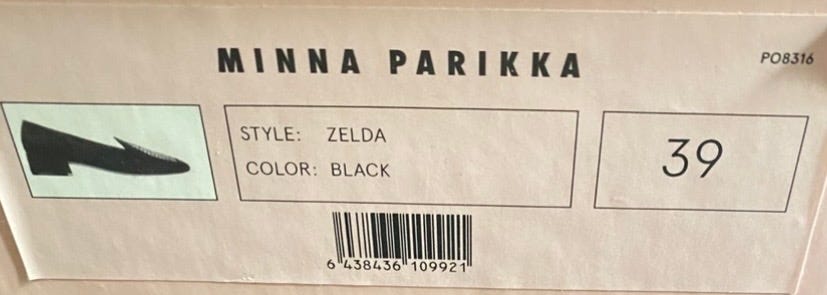 MINNA PARIKKA
PO8316
STYLE: ZELDA
COLOR: BLACK
39
6 438436 109921